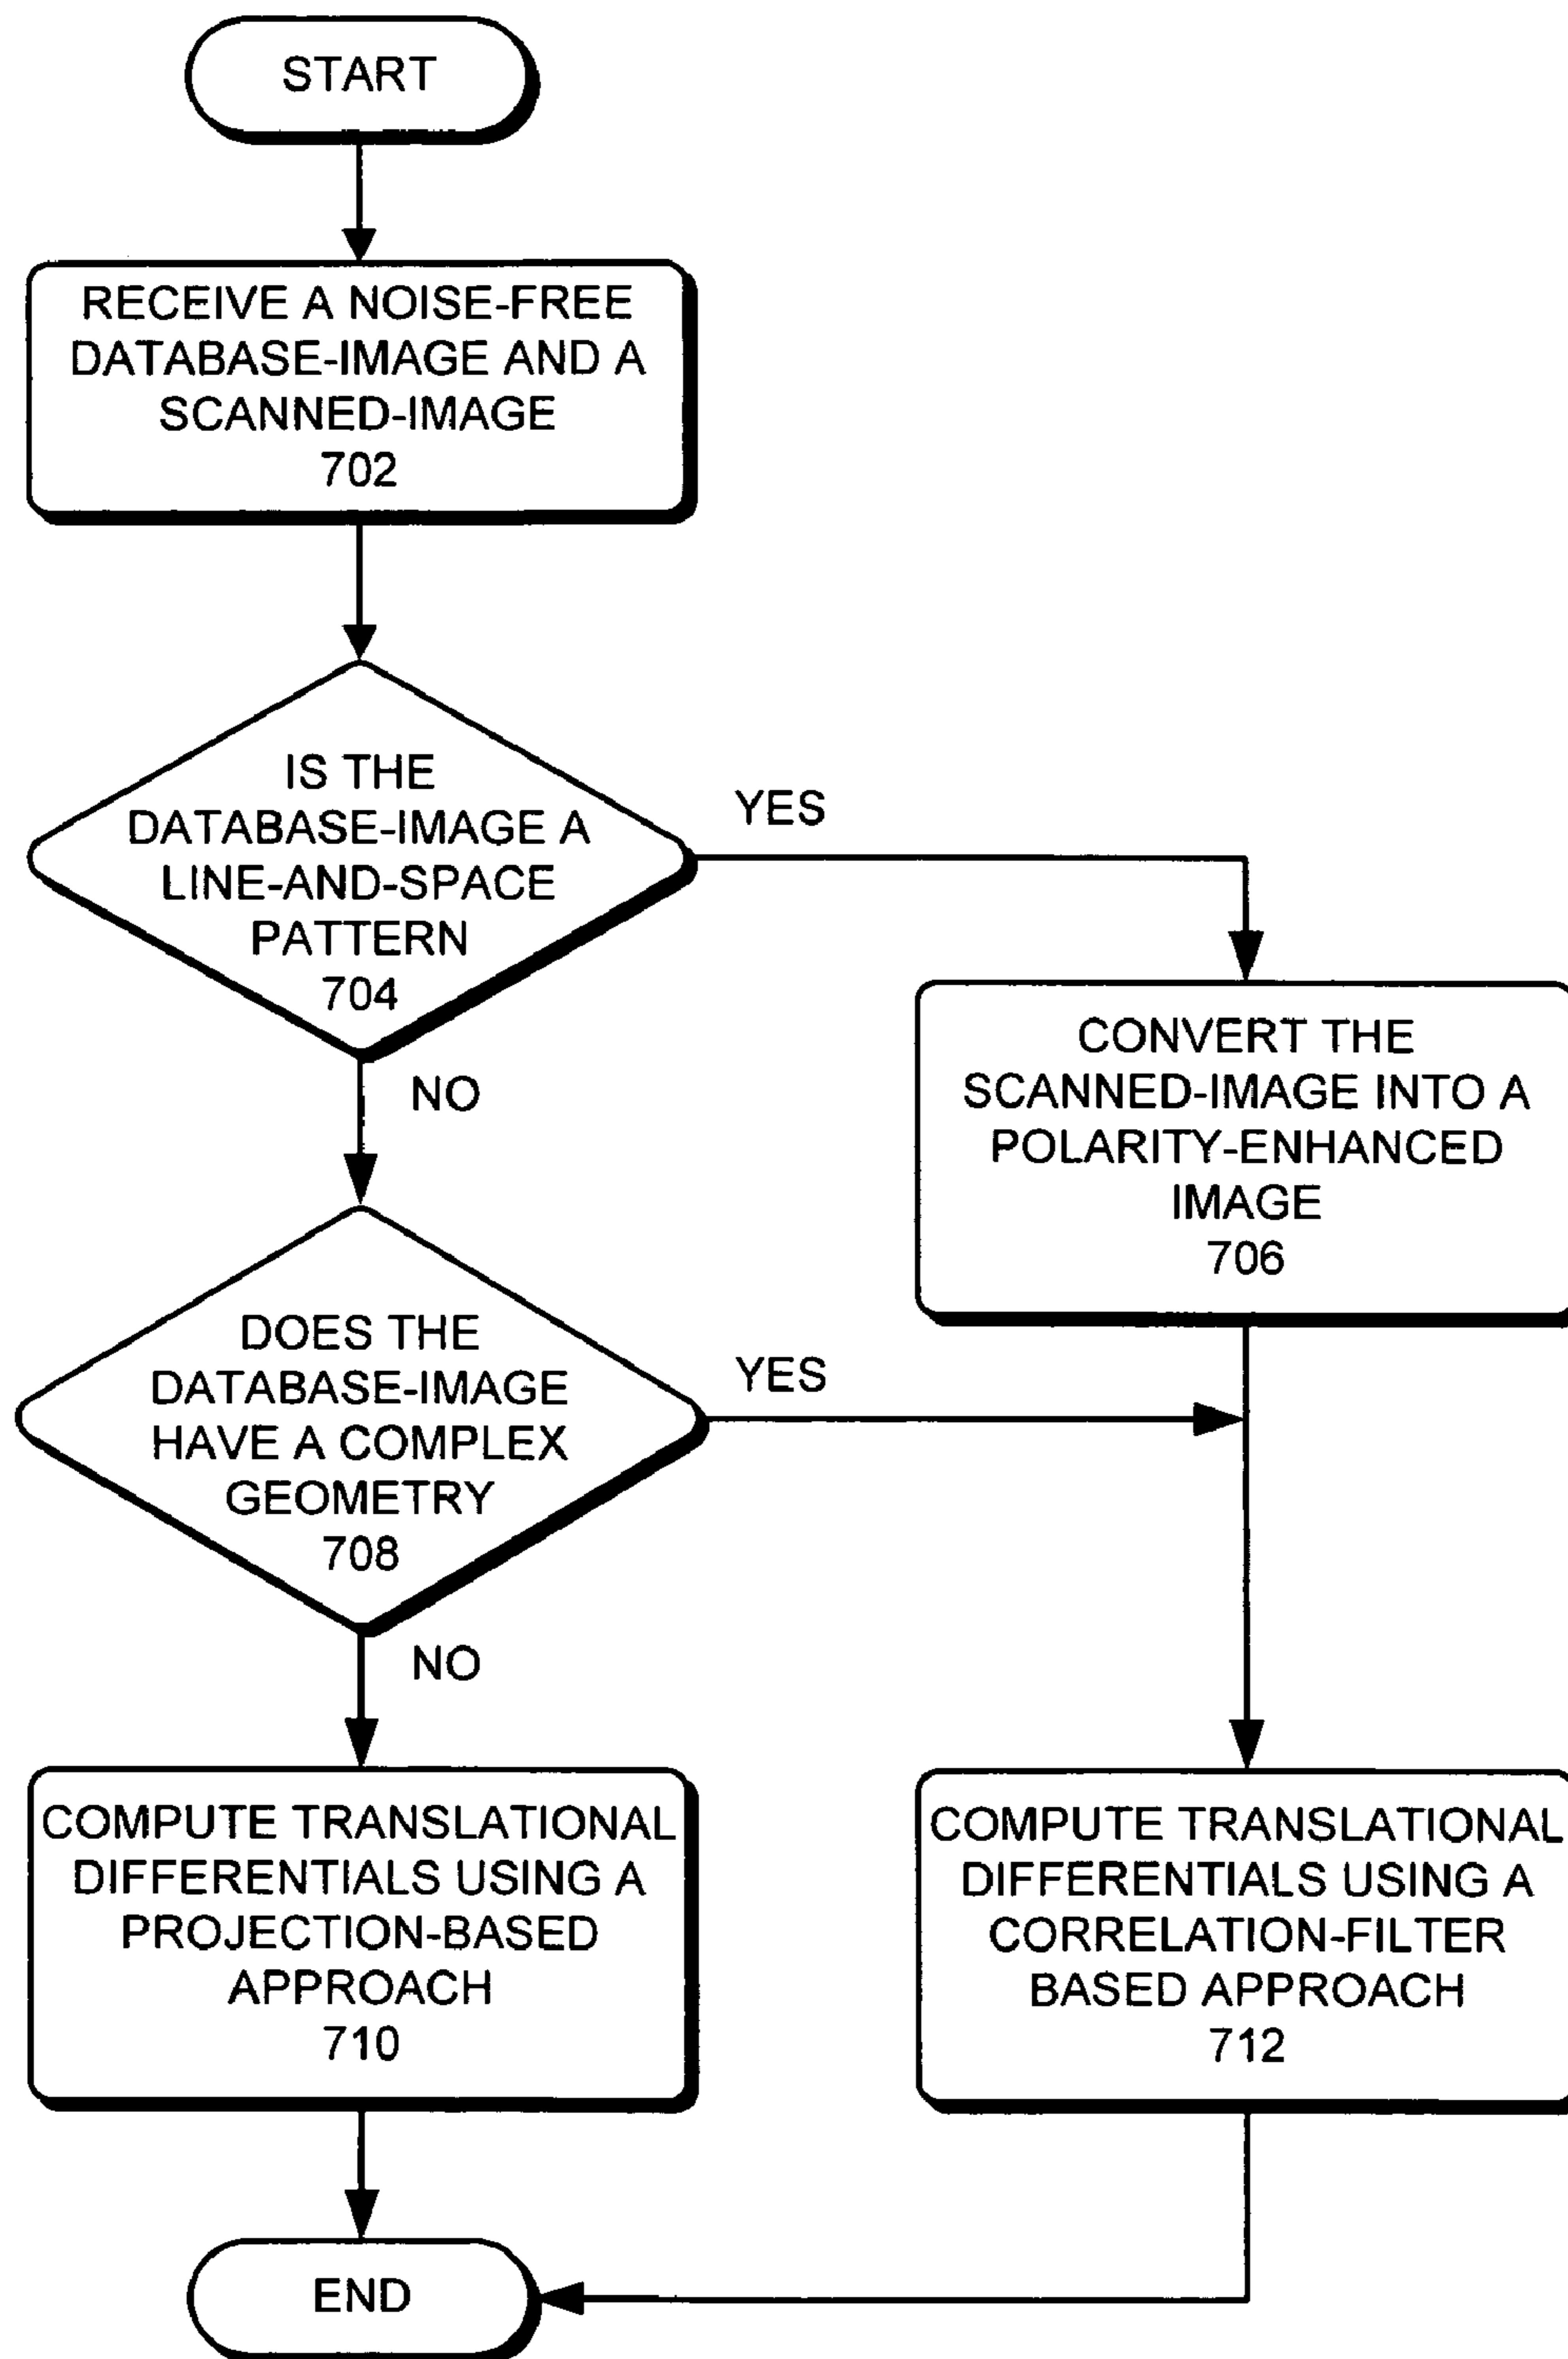 START
RECEIVE A NOISE-FREE
DATABASE-IMAGE AND A
SCANNED-IMAGE
702
IS THE
DATABASE-IMAGE A
LINE-AND-SPACE
PATTERN
704
YES
NO
CONVERT THE
SCANNED-IMAGE INTO A
POLARITY-ENHANCED
IMAGE
706
DOES THE
DATABASE-IMAGE
HAVE A COMPLEX
GEOMETRY
708
YES
NO
COMPUTE TRANSLATIONAL
DIFFERENTIALS USING A
PROJECTION-BASED
APPROACH
710
COMPUTE TRANSLATIONAL
DIFFERENTIALS USING A
CORRELATION-FILTER
BASED APPROACH
712
END